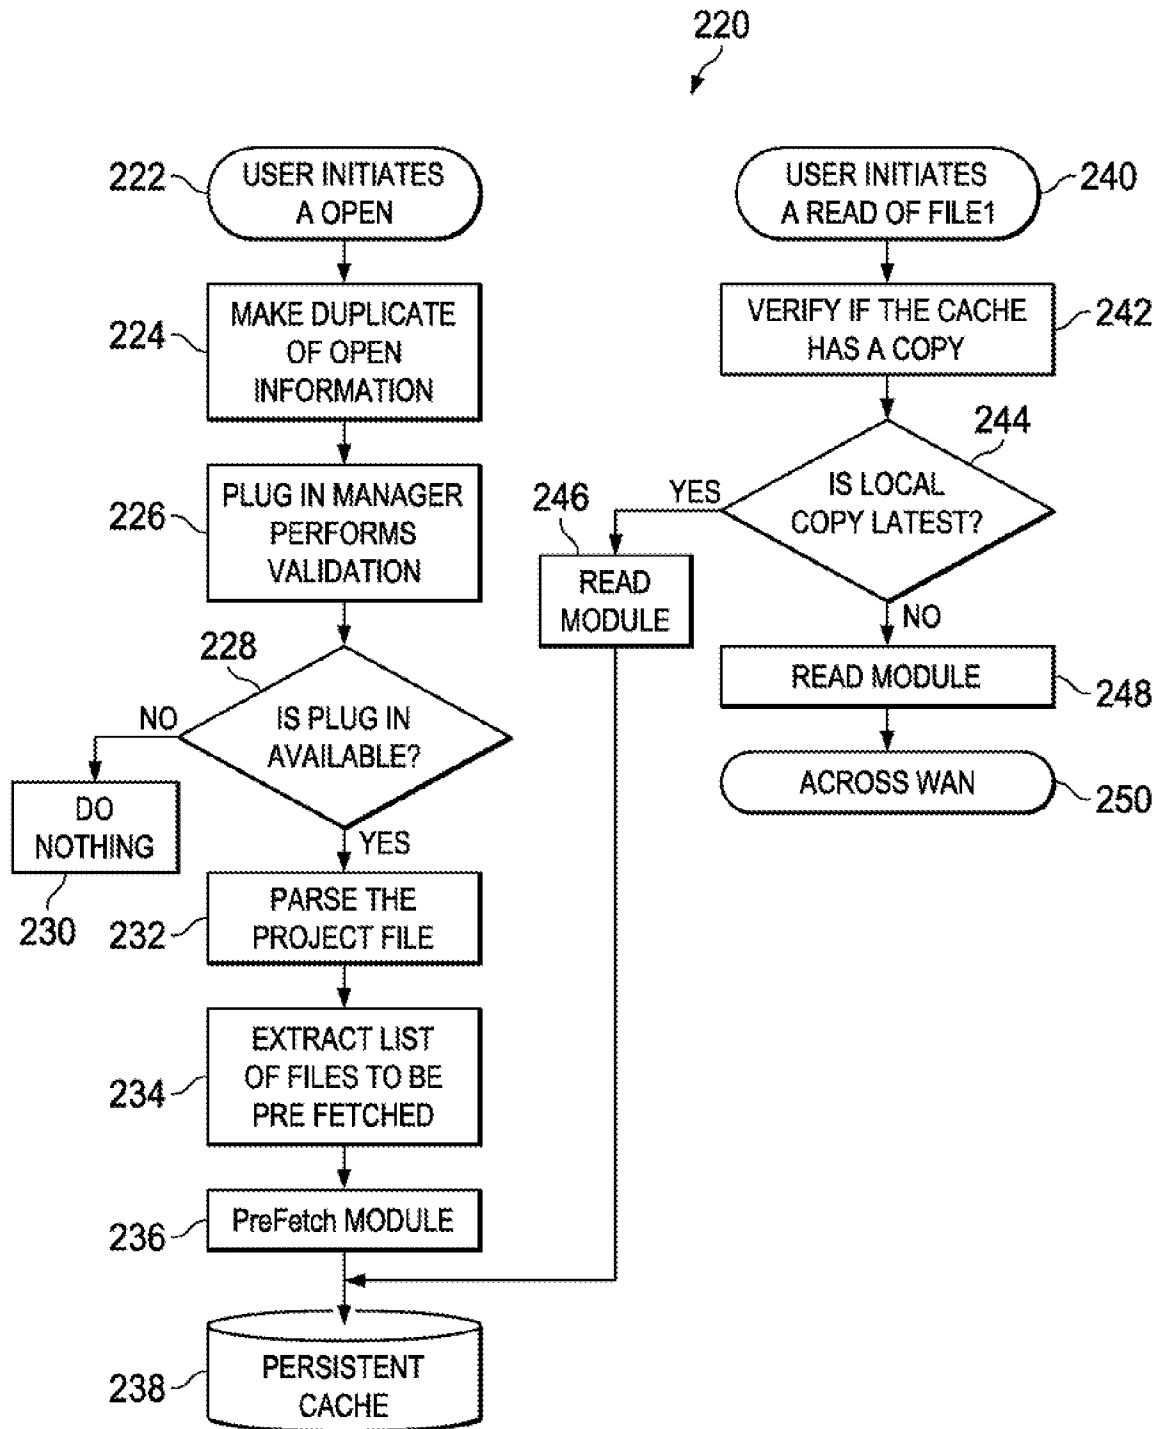 220
222
USER INITIATES
A OPEN
224
MAKE DUPLICATE
OF OPEN
INFORMATION
226
PLUG IN MANAGER
PERFORMS
VALIDATION
228
IS PLUG IN
AVAILABLE?
NO
YES
DO
NOTHING
230
232
PARSE THE
PROJECT FILE
234
EXTRACT LIST
OF FILES TO BE
PRE FETCHED
236
PreFetch MODULE
238
PERSISTENT
CACHE
USER INITIATES
A READ OF FILE1
240
VERIFY IF THE CACHE
HAS A COPY
242
244
IS LOCAL
COPY LATEST?
YES
246
READ
MODULE
NO
READ MODULE
248
ACROSS WAN
250